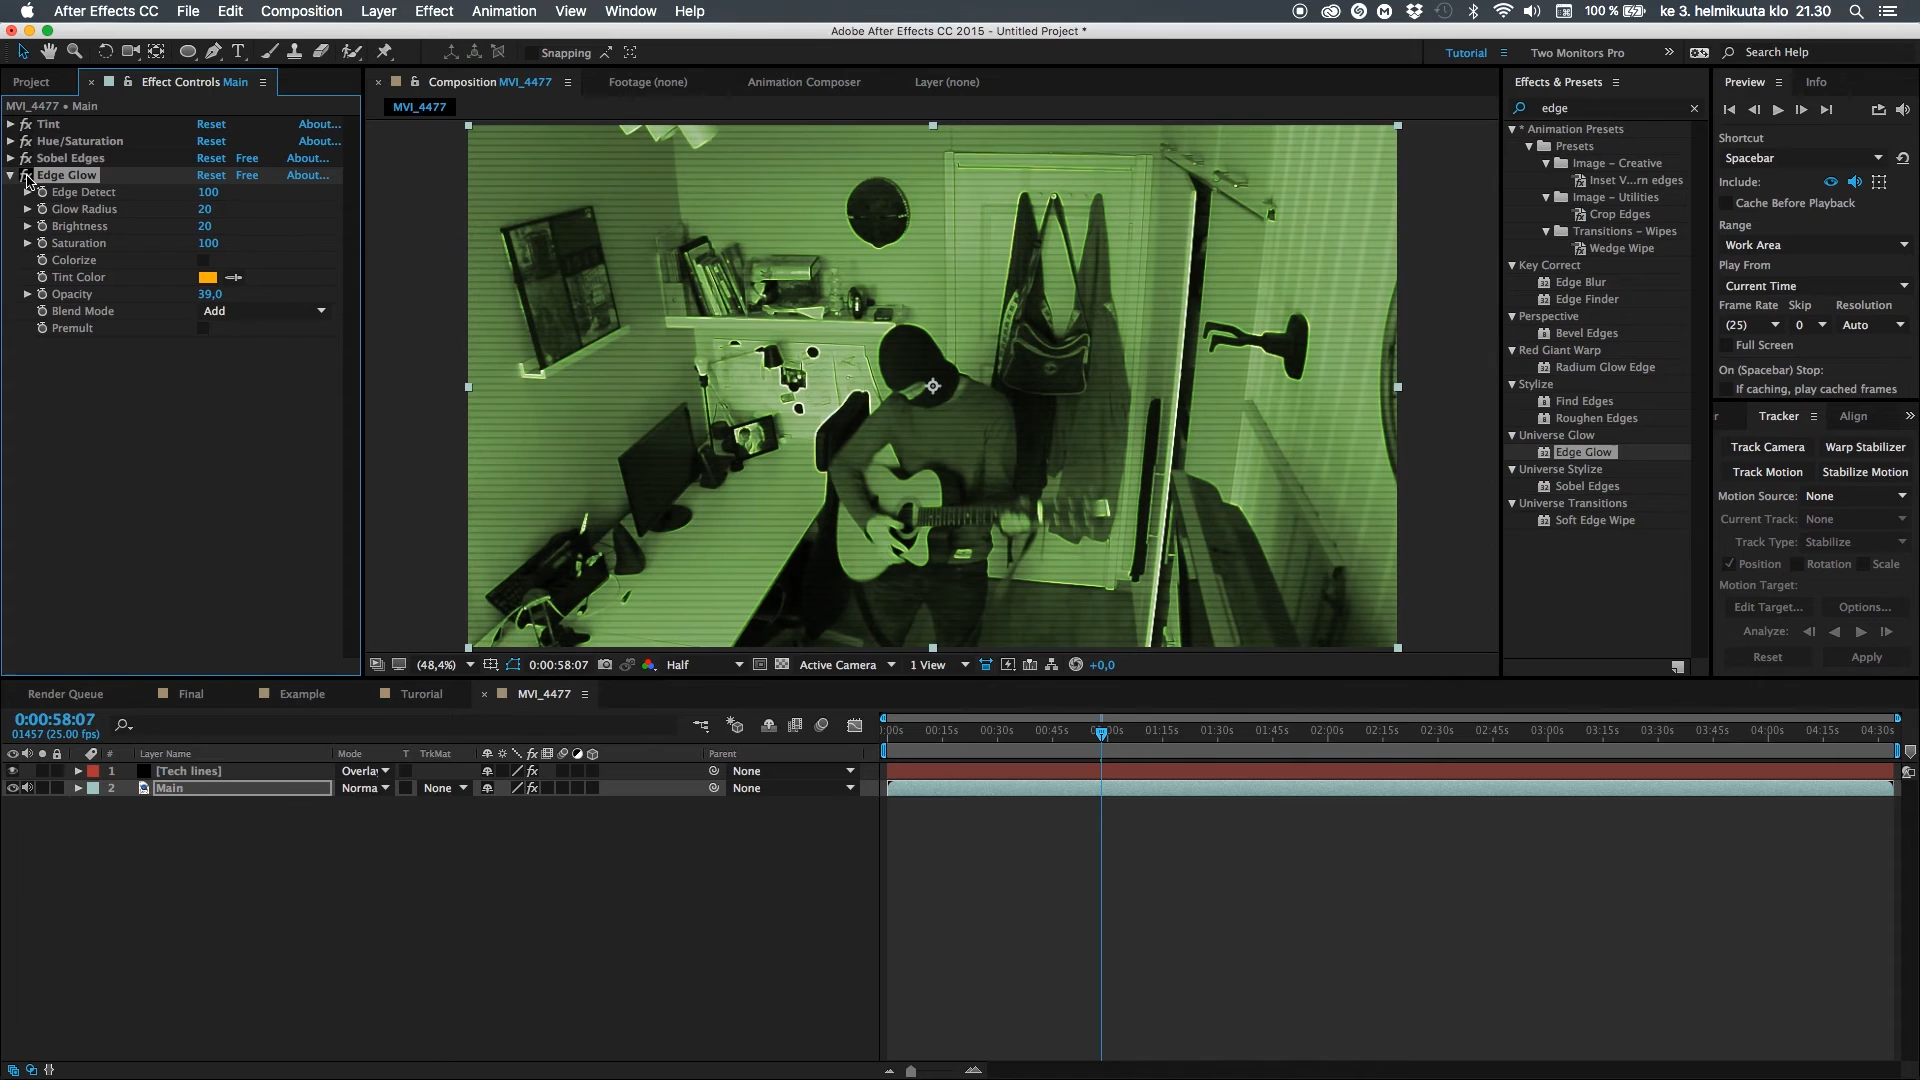 After Effects CC File Edit Composition Layer Effect Animation View Window Help 100 % ke 3. helmikuuta klo 21.30
Adobe After Effects CC 2015 - Untitled Project *
Snapping Tutorial Two Monitors Pro Search Help
Project Effect Controls Main Composition MVI_4477 Footage (none) Animation Composer Layer (none) Effects & Presets Preview Info
MVI_4477 • Main
MVI_4477
edge
Tint Reset About...
Hue/Saturation Reset About...
Sobel Edges Reset Free About...
Edge Glow Reset Free About...
Edge Detect 100
Glow Radius 20
Brightness 20
Saturation 100
Colorize
Tint Color
Opacity 39,0
Blend Mode Add
Premult
* Animation Presets
Presets
Image – Creative
Inset V...rn edges
Image – Utilities
Crop Edges
Transitions – Wipes
Wedge Wipe
Key Correct
Edge Blur
Edge Finder
Perspective
Bevel Edges
Red Giant Warp
Radium Glow Edge
Stylize
Find Edges
Roughen Edges
Universe Glow
Edge Glow
Universe Stylize
Sobel Edges
Universe Transitions
Soft Edge Wipe
Shortcut
Spacebar
Include:
Cache Before Playback
Range
Work Area
Play From
Current Time
Frame Rate Skip Resolution
(25) 0 Auto
Full Screen
On (Spacebar) Stop:
If caching, play cached frames
r Tracker Align
Track Camera Warp Stabilizer
Track Motion Stabilize Motion
Motion Source: None
Current Track: None
Track Type: Stabilize
Position Rotation Scale
Motion Target:
Edit Target... Options...
Analyze:
Reset Apply
(48,4%) 0:00:58:07 Half Active Camera 1 View +0,0
Render Queue Final Example Turorial MVI_4477
0:00:58:07
01457 (25.00 fps)
:00s 00:15s 00:30s 00:45s 01:15s 01:30s 01:45s 02:00s 02:15s 02:30s 02:45s 03:00s 03:15s 03:30s 03:45s 04:00s 04:15s 04:30s
# Layer Name Mode T TrkMat Parent
1 [Tech lines] Overlay None
2 Main Norma None None